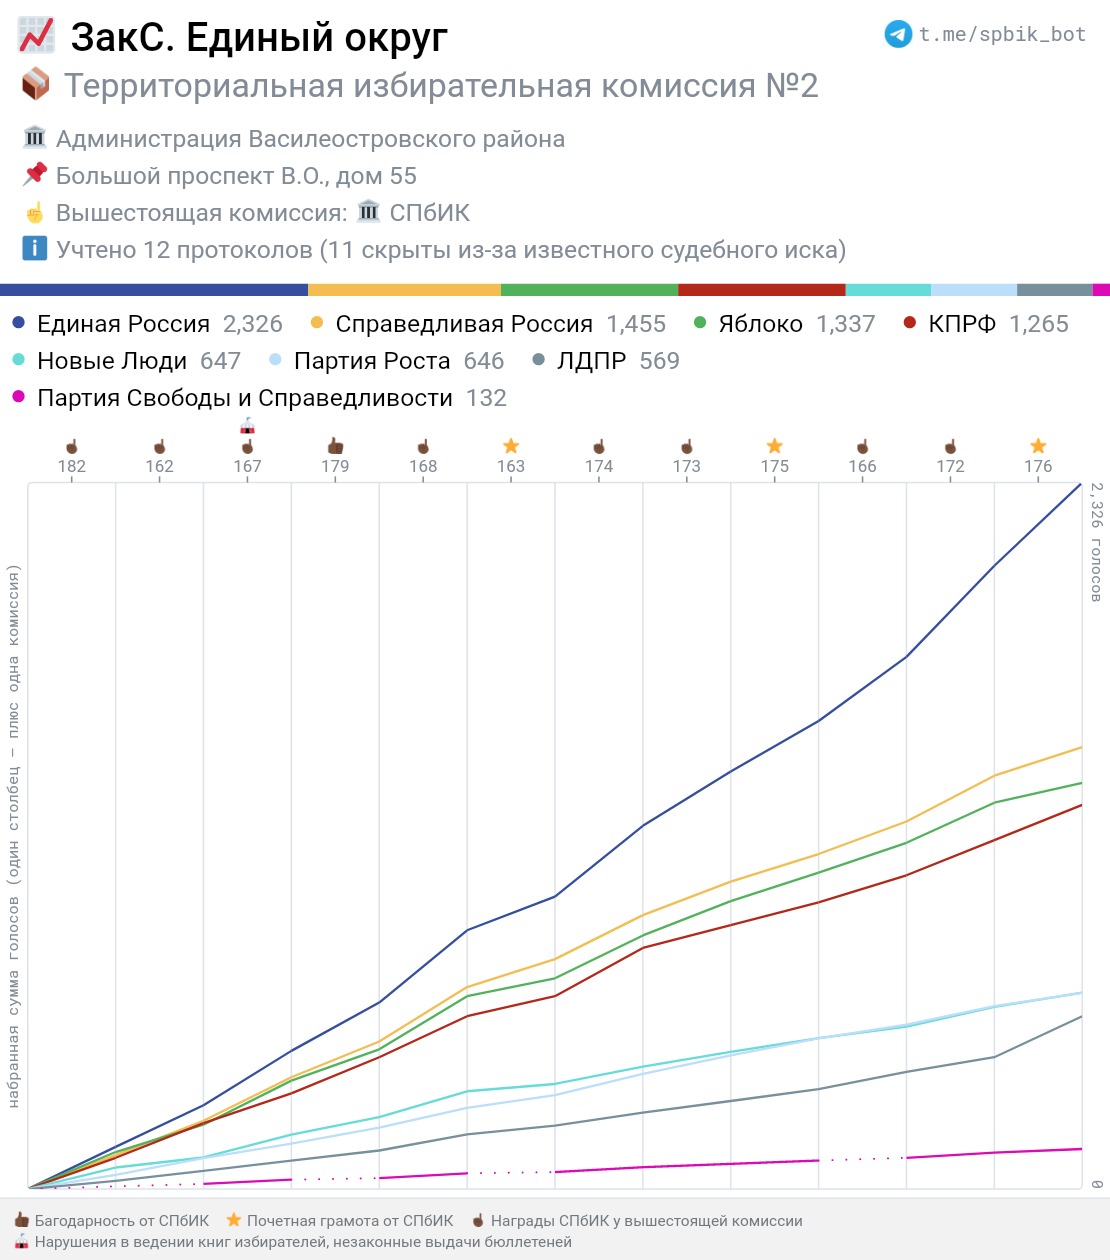 ЗакС. Единый округ
t.me/spbik_bot
Территориальная избирательная комиссия №2
Администрация Василеостровского района
Большой проспект В.О., дом 55
Вышестоящая комиссия: СПбИК
Учтено 12 протоколов (11 скрыты из-за известного судебного иска)
Единая Россия 2,326 Справедливая Россия 1,455 Яблоко 1,337 КПРФ 1,265
Новые Люди 647 Партия Роста 646 ЛДПР 569
Партия Свободы и Справедливости 132
182 162 167 179 168 163 174 173 175 166 172 176
2,326 голосов
набранная сумма голосов (один столбец – плюс одна комиссия)
0
Багодарность от СПбИК Почетная грамота от СПбИК Награды СПбИК у вышестоящей комиссии
Нарушения в ведении книг избирателей, незаконные выдачи бюллетеней